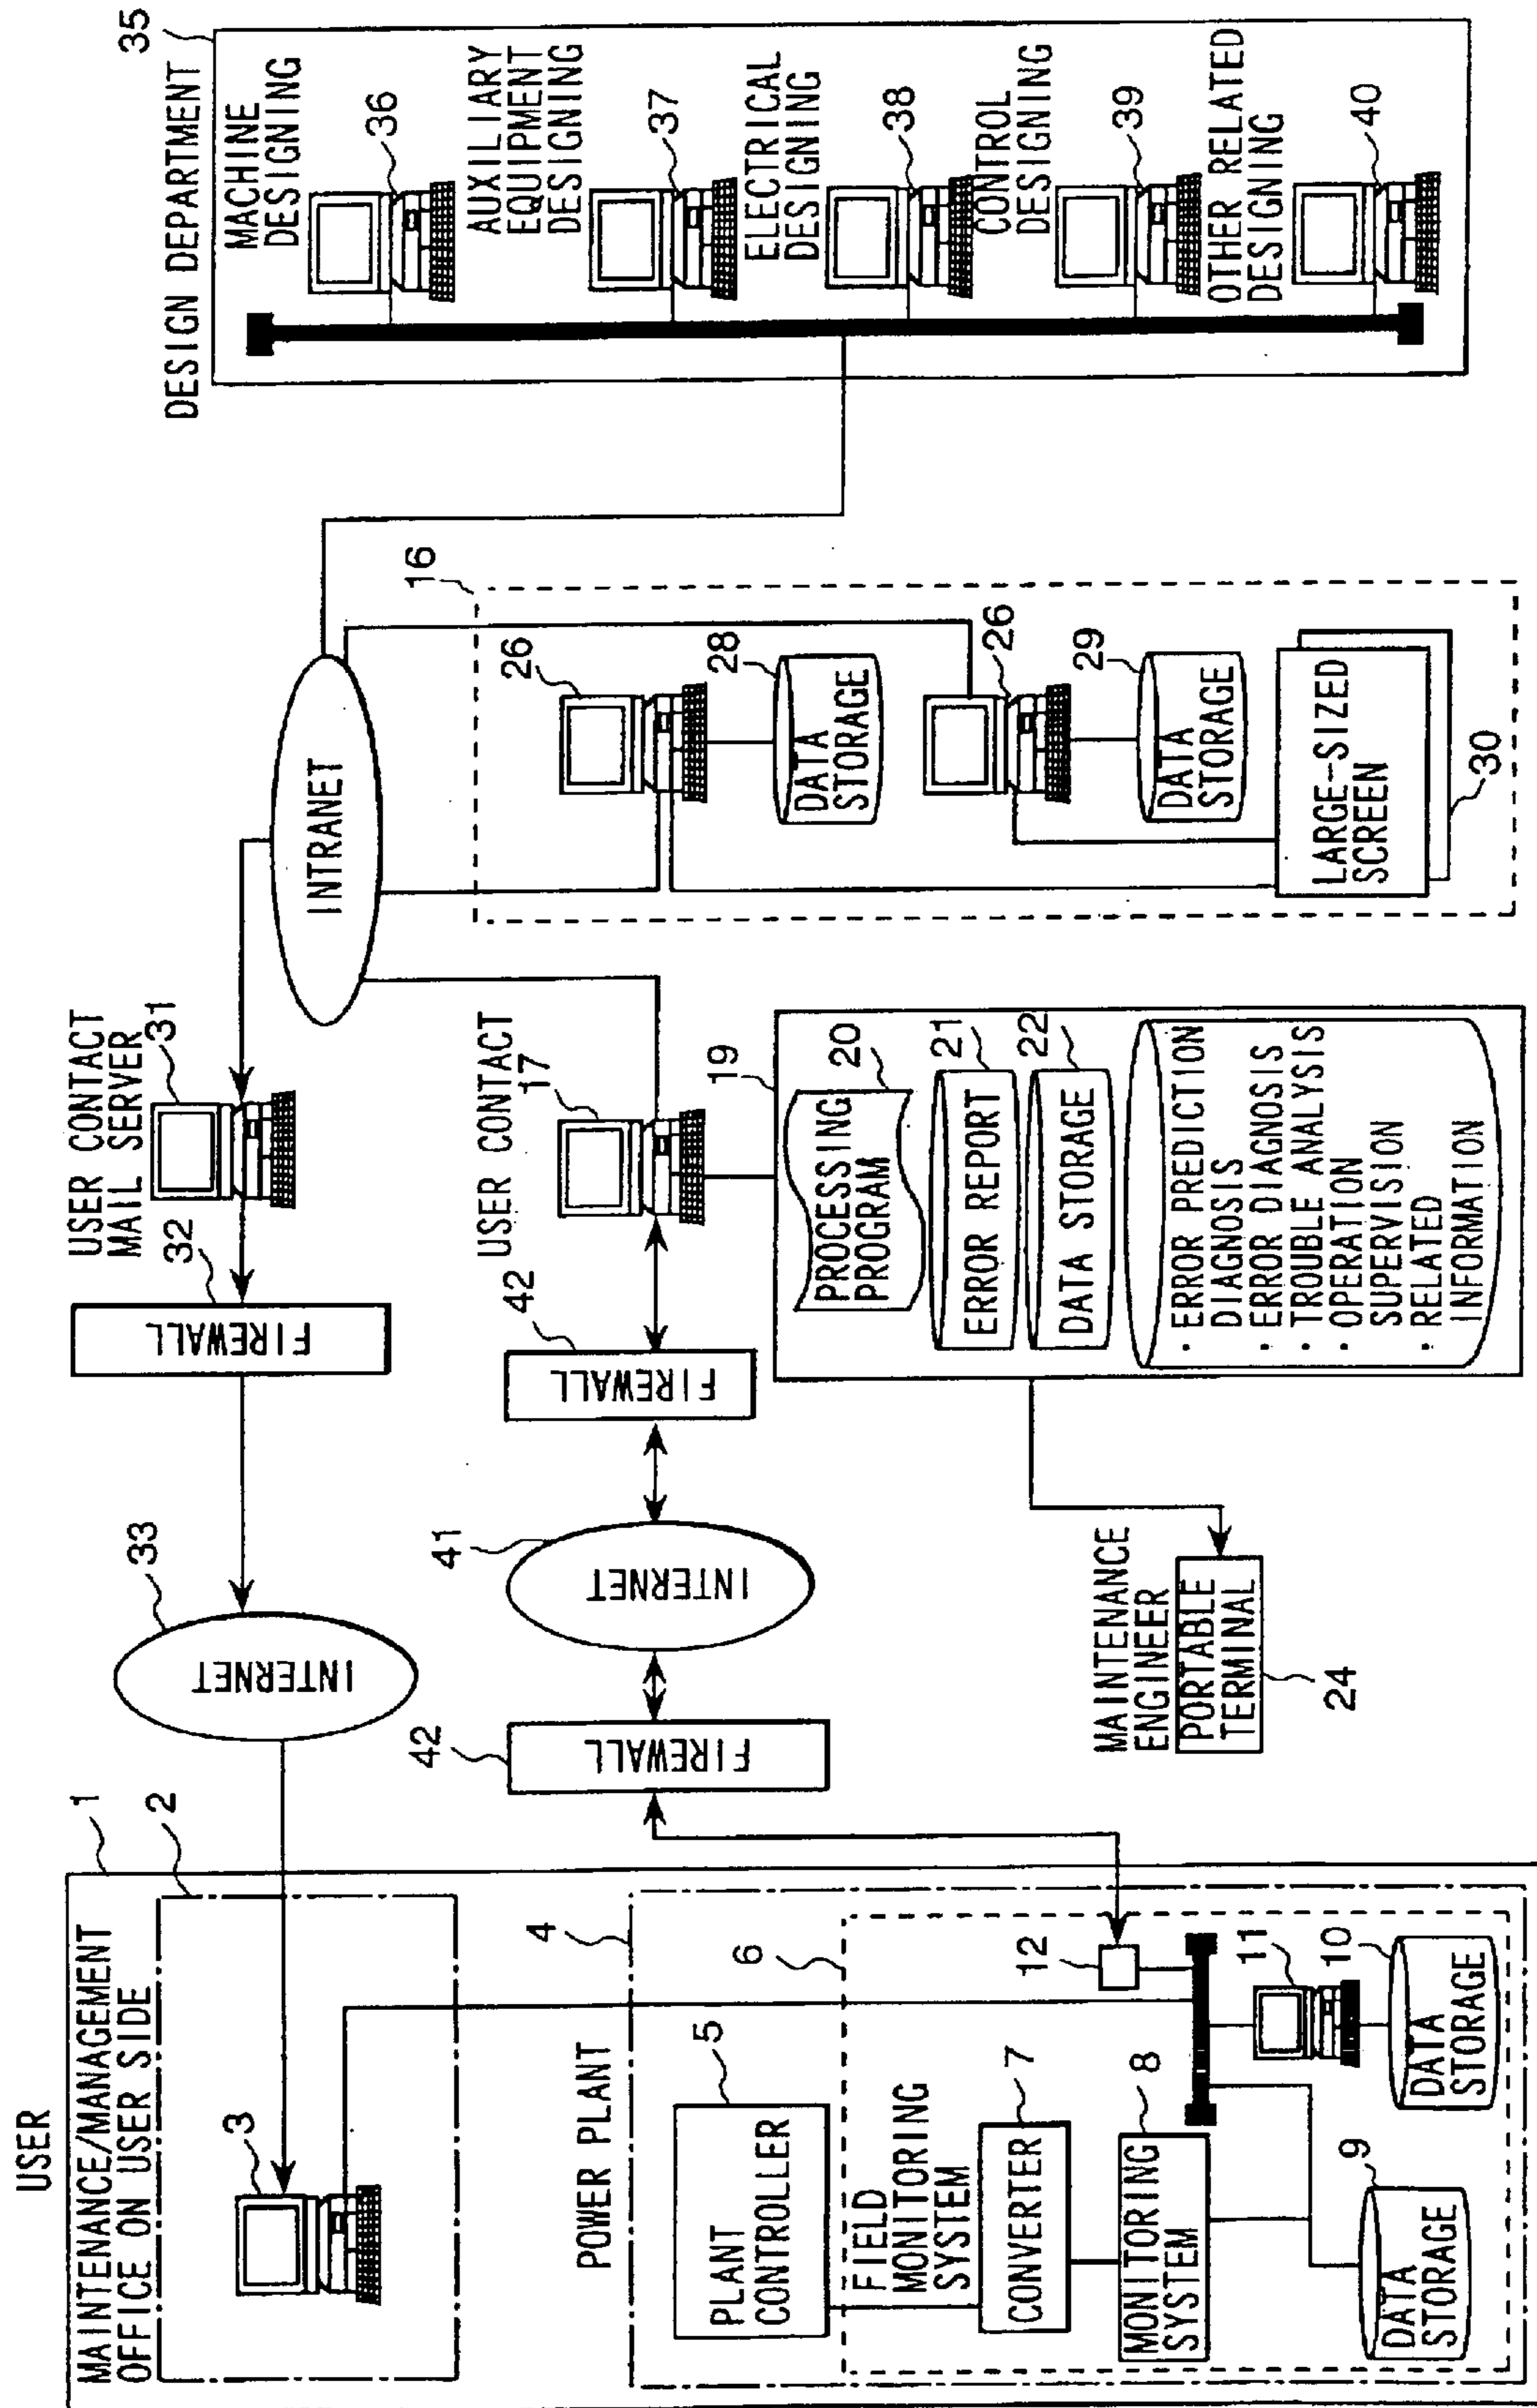 USER
1
MAINTENANCE/MANAGEMENT
OFFICE ON USER SIDE
2
3
POWER PLANT
4
5
PLANT
CONTROLLER
6
FIELD
MONITORING
SYSTEM
7
CONVERTER
8
MONITORING
SYSTEM
9
DATA
STORAGE
12
11
10
DATA
STORAGE
33
INTERNET
42
FIREWALL
41
INTERNET
42
FIREWALL
MAINTENANCE
ENGINEER
PORTABLE
TERMINAL
24
USER CONTACT
MAIL SERVER
31
32
FIREWALL
USER CONTACT
17
19
PROCESSING
PROGRAM
20
ERROR REPORT
21
DATA STORAGE
22
· ERROR PREDICTION
DIAGNOSIS
· ERROR DIAGNOSIS
· TROUBLE ANALYSIS
· OPERATION
SUPERVISION
· RELATED
INFORMATION
INTRANET
16
26
28
DATA
STORAGE
26
29
DATA
STORAGE
LARGE-SIZED
SCREEN
30
DESIGN DEPARTMENT
35
MACHINE
DESIGNING
36
AUXILIARY
EQUIPMENT
DESIGNING
37
ELECTRICAL
DESIGNING
38
CONTROL
DESIGNING
39
OTHER RELATED
DESIGNING
40